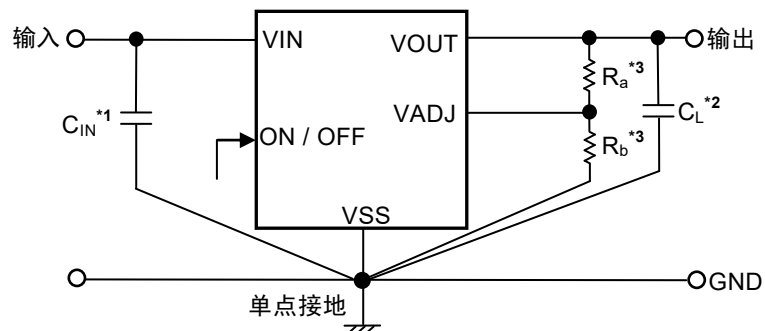 输入
VIN
VOUT
输出
Ra*3
CIN*1
VADJ
CL*2
ON / OFF
Rb*3
VSS
GND
单点接地